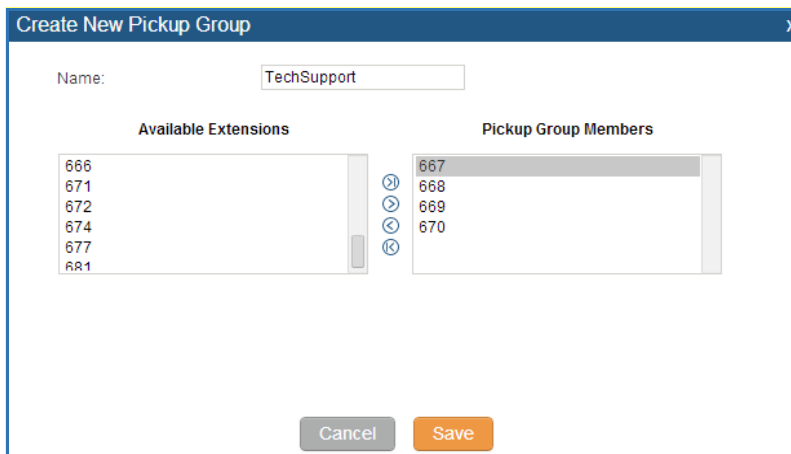 Create New Pickup Group
Name: TechSupport
Available Extensions
Pickup Group Members
666
671
672
674
677
681
667
668
669
670
Cancel
Save